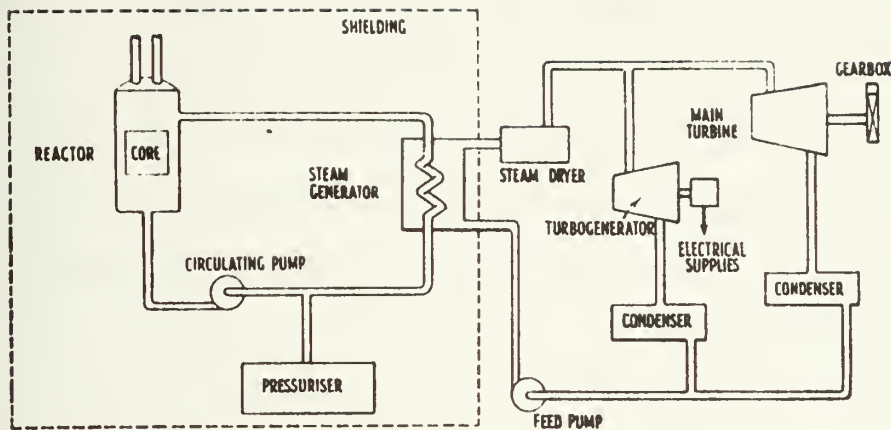 SHIELDING
REACTOR
CORE
STEAM
GENERATOR
CIRCULATING PUMP
PRESSURISER
STEAM DRYER
TURBOGENERATOR
ELECTRICAL
SUPPLIES
MAIN
TURBINE
GEARBOX
CONDENSER
CONDENSER
FEED PUMP